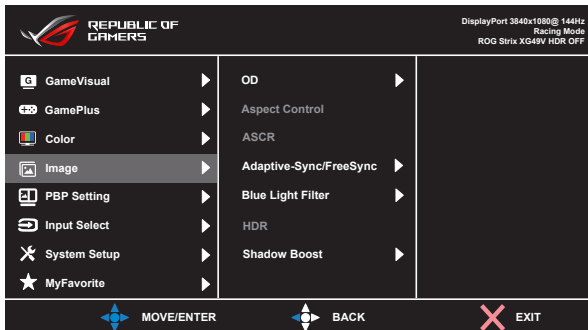 REPUBLIC OF
GAMERS
DisplayPort 3840x1080@ 144Hz
Racing Mode
ROG Strix XG49V HDR OFF
G GameVisual
GamePlus
Color
Image
PBP Setting
Input Select
System Setup
MyFavorite
OD
Aspect Control
ASCR
Adaptive-Sync/FreeSync
Blue Light Filter
HDR
Shadow Boost
MOVE/ENTER
BACK
EXIT